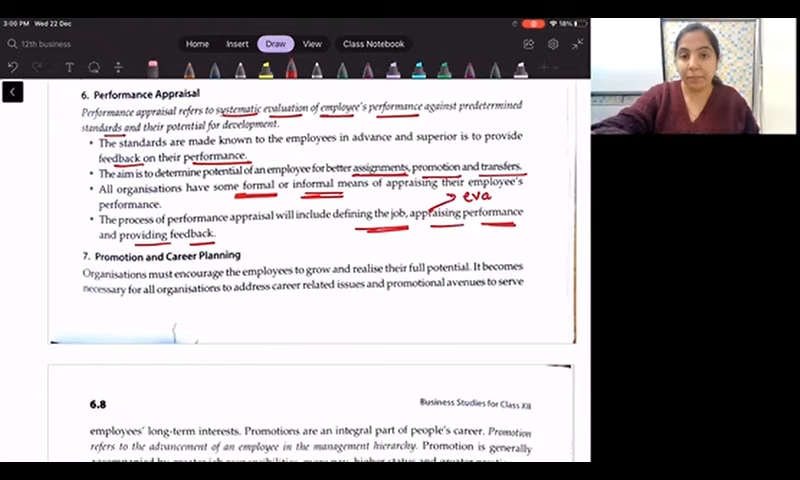 3:00 PM Wed 22 Dec
18%
12th business
Home Insert Draw View Class Notebook
6. Performance Appraisal
Performance appraisal refers to systematic evaluation of employee's performance against predetermined
standards and their potential for development.
• The standards are made known to the employees in advance and superior is to provide
feedback on their performance.
• The aim is to determine potential of an employee for better assignments, promotion and transfers.
• All organisations have some formal or informal means of appraising their employee's
performance.
eva
• The process of performance appraisal will include defining the job, appraising performance
and providing feedback.
7. Promotion and Career Planning
Organisations must encourage the employees to grow and realise their full potential. It becomes
necessary for all organisations to address career related issues and promotional avenues to serve
6.8
Business Studies for Class XII
employees' long-term interests. Promotions are an integral part of people's career. Promotion
refers to the advancement of an employee in the management hierarchy. Promotion is generally